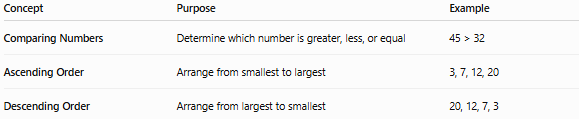 Concept Purpose Example
Comparing Numbers Determine which number is greater, less, or equal 45 > 32
Ascending Order Arrange from smallest to largest 3, 7, 12, 20
Descending Order Arrange from largest to smallest 20, 12, 7, 3